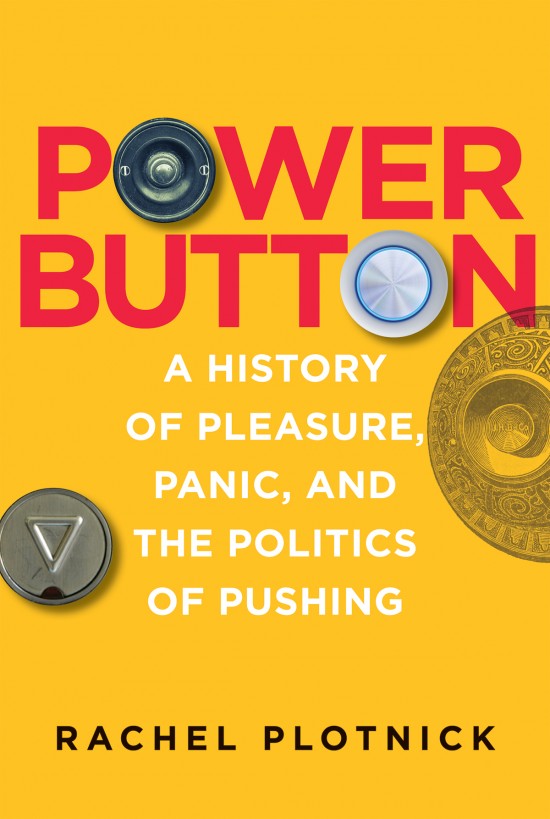 POWER
BUTTON
A HISTORY
OF PLEASURE,
PANIC, AND
THE POLITICS
OF PUSHING
RACHEL PLOTNICK